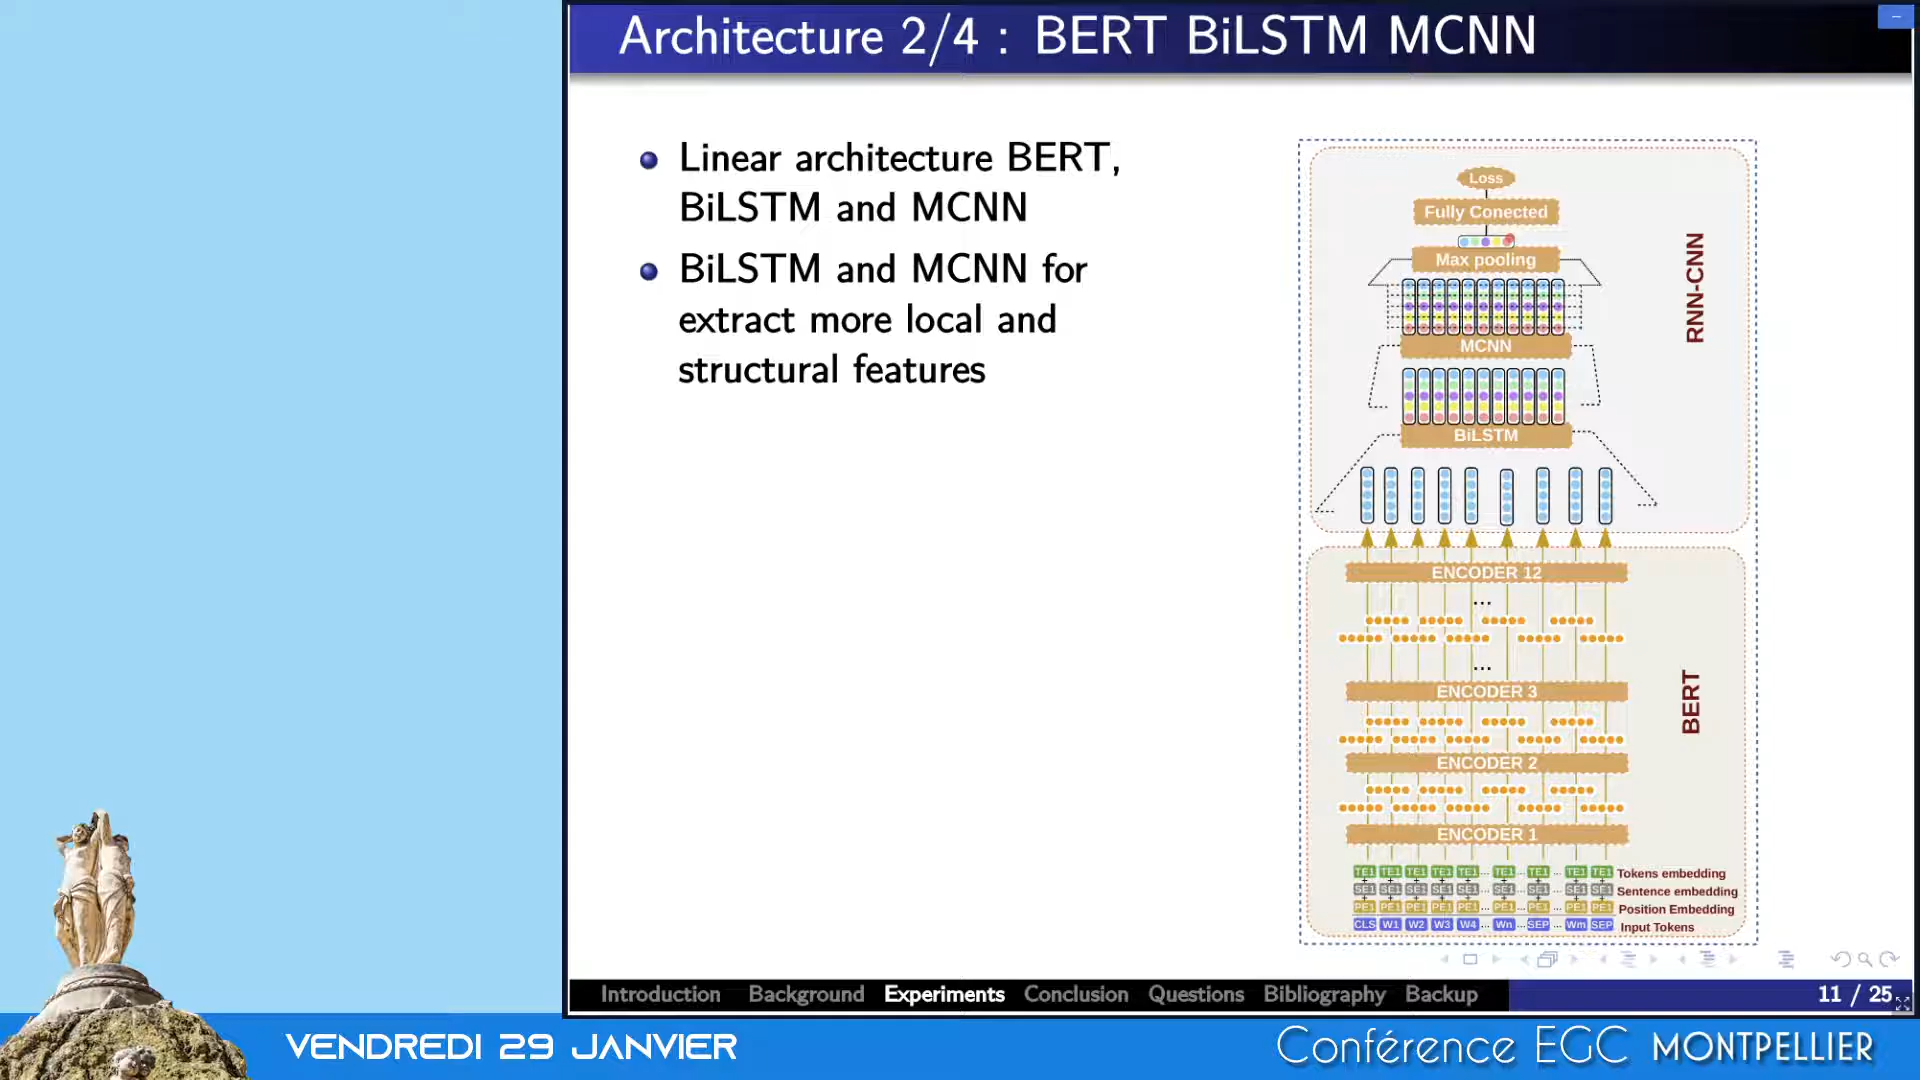 Architecture 2/4 : BERT BiLSTM MCNN
Linear architecture BERT,
BiLSTM and MCNN
BiLSTM and MCNN for
extract more local and
structural features
Loss
Fully Conected
Max pooling
MCNN
BiLSTM
RNN-CNN
ENCODER 12
...
...
ENCODER 3
ENCODER 2
ENCODER 1
BERT
TE1 TE1 TE1 TE1 TE1 ... TE1 ... TE1 ... TE1 TE1 Tokens embedding
+ + + + + + + + +
SE1 SE1 SE1 SE1 SE1 ... SE1 ... SE1 ... SE1 SE1 Sentence embedding
+ + + + + + + + +
PE1 PE1 PE1 PE1 PE1 ... PE1 ... PE1 ... PE1 PE1 Position Embedding
CLS W1 W2 W3 W4 ... Wn ... SEP ... Wm SEP Input Tokens
Introduction Background Experiments Conclusion Questions Bibliography Backup
11 / 25
VENDREDI 29 JANVIER
Conférence EGC MONTPELLIER